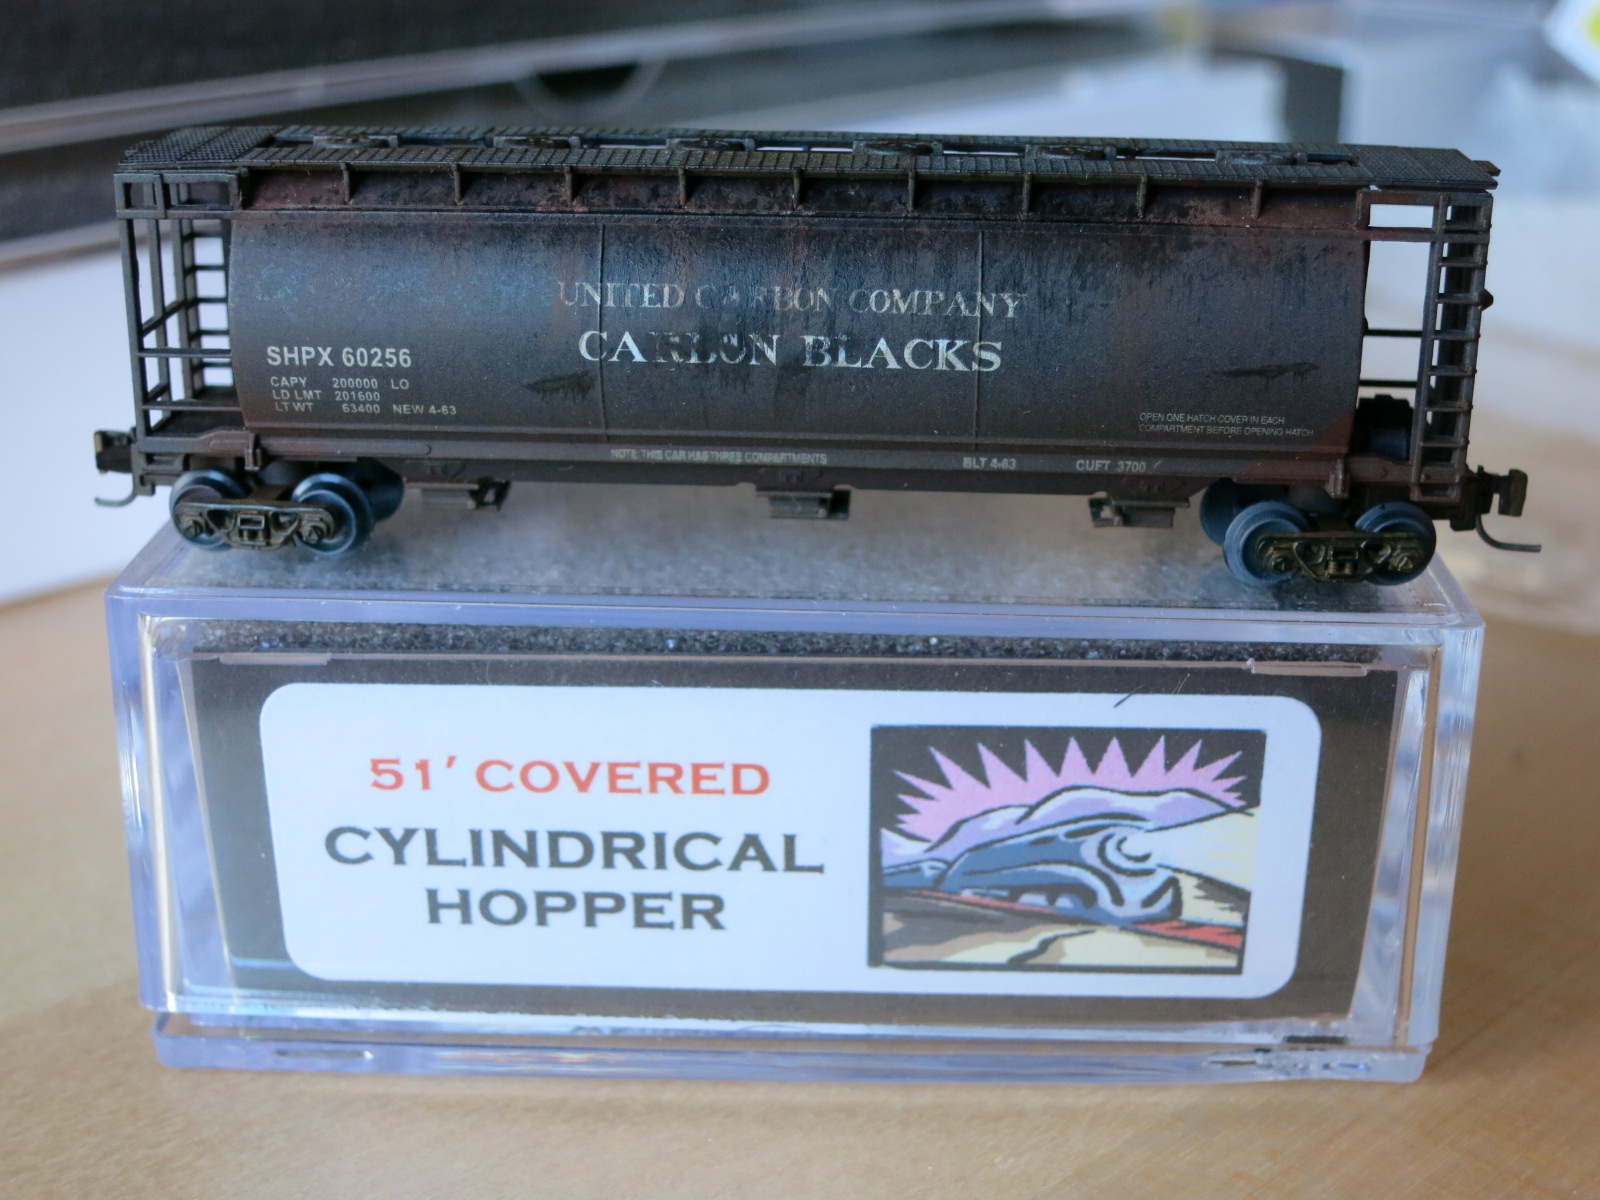 UNITED CARBON COMPANY
CARBON BLACKS
SHPX 60256
CAPY 200000 LO
LD LMT 201600
LT WT 63400 NEW 4-63
OPEN ONE HATCH COVER IN EACH
COMPARTMENT BEFORE OPENING HATCH
NOTE: THIS CAR HAS THREE COMPARTMENTS
BLT 4-63 CUFT 3700
51' COVERED
CYLINDRICAL
HOPPER